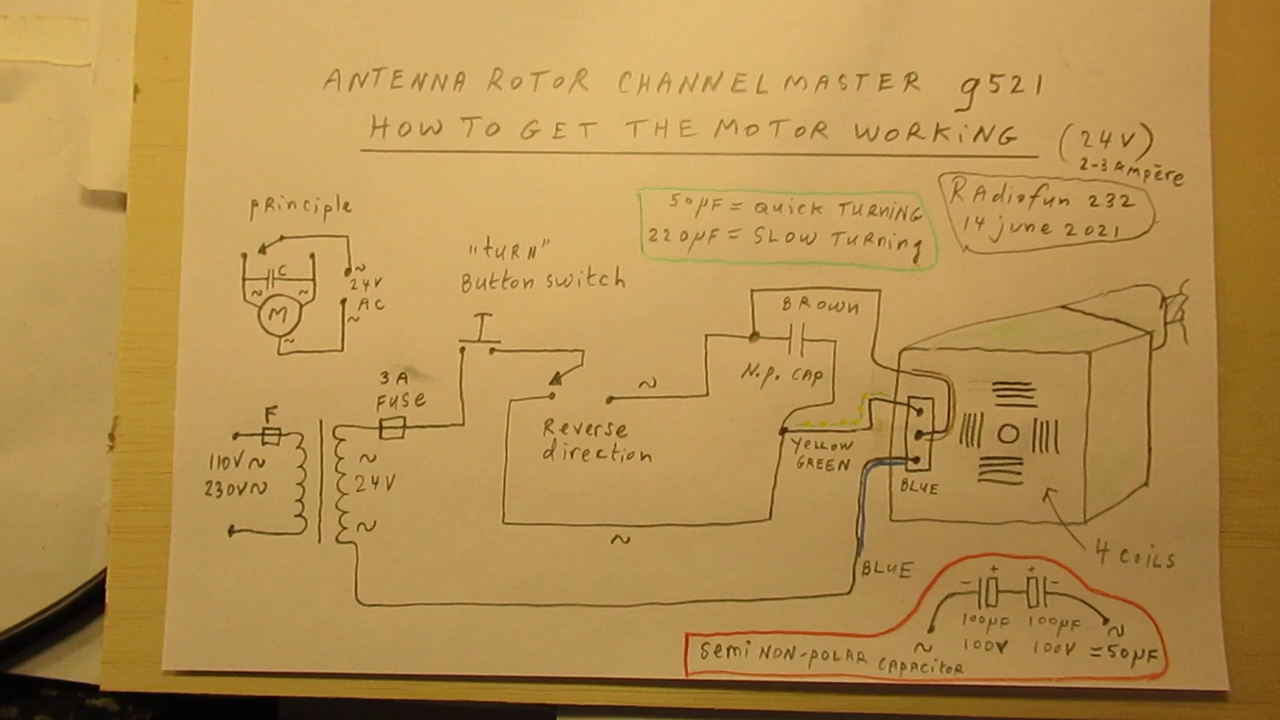 ANTENNA ROTOR CHANNEL MASTER 9521
HOW TO GET THE MOTOR WORKING (24V)
2-3 Ampère
RAdiofun 232
14 june 2021
50µF = QUICK TURNING
220µF = SLOW TURNING
PRinciple
C
~
24V
AC
~
~ ~
M
~
"TURN"
Button switch
3A
FUSE
F
110V~
230V~
~
24V
~
Reverse
direction
~
~
BROWN
N.P. CAP
YELLOW
GREEN
BLUE
BLUE
4 COILS
- + + -
100µF 100µF
~ 100V 100V = 50µF
~
Semi NON-POLAR CAPACitoR